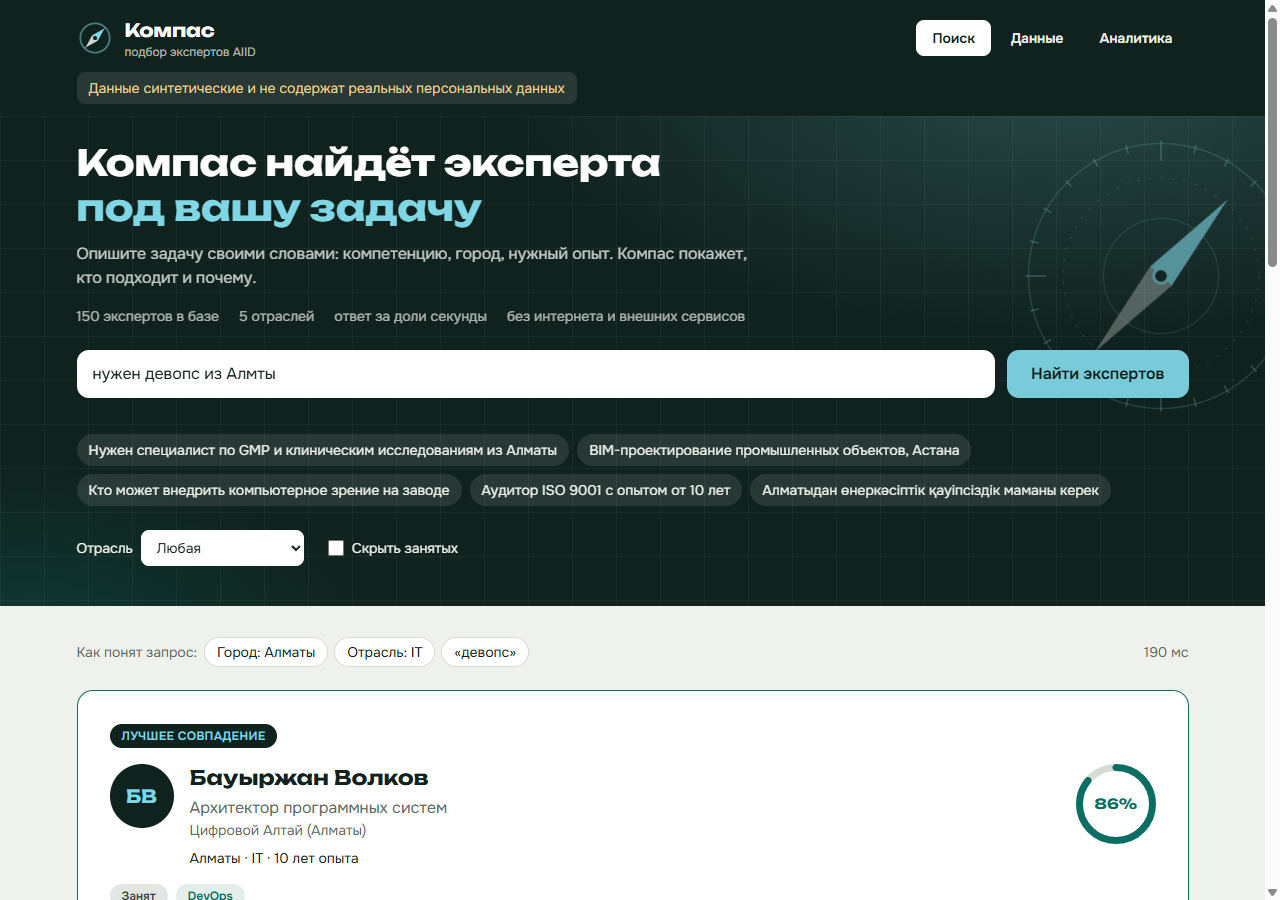 Компас
подбор экспертов AIID
Поиск
Данные
Аналитика
Данные синтетические и не содержат реальных персональных данных
Компас найдёт эксперта
под вашу задачу
Опишите задачу своими словами: компетенцию, город, нужный опыт. Компас покажет,
кто подходит и почему.
150 экспертов в базе 5 отраслей ответ за доли секунды без интернета и внешних сервисов
нужен девопс из Алмты
Найти экспертов
Нужен специалист по GMP и клиническим исследованиям из Алматы
BIM-проектирование промышленных объектов, Астана
Кто может внедрить компьютерное зрение на заводе
Аудитор ISO 9001 с опытом от 10 лет
Алматыдан өнеркәсіптік қауіпсіздік маманы керек
Отрасль
Любая
Скрыть занятых
Как понят запрос: Город: Алматы Отрасль: IT «девопс»
190 мс
ЛУЧШЕЕ СОВПАДЕНИЕ
БВ
Бауыржан Волков
Архитектор программных систем
Цифровой Алтай (Алматы)
Алматы · IT · 10 лет опыта
86%
Занят
DevOps